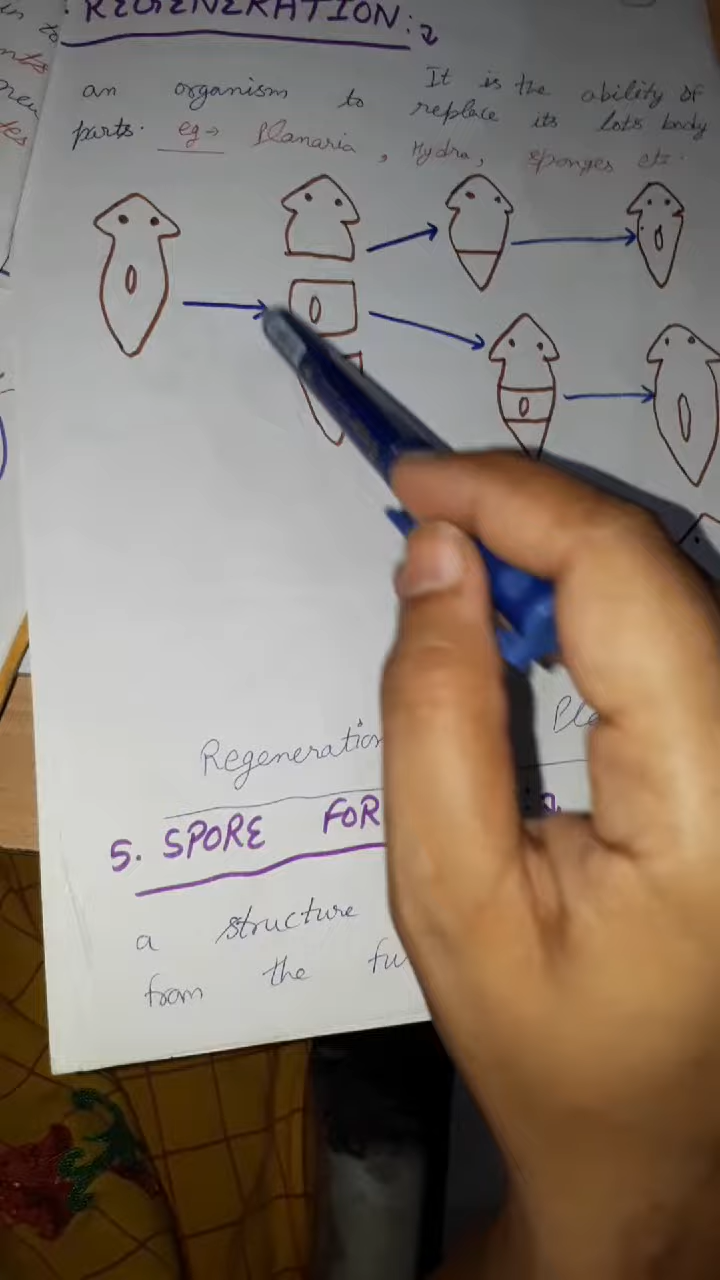 REGENERATION:
It is the ability of
an organism to replace its lots body
parts. eg → Planaria, Hydra, sponges etc.
Regeneration
5. SPORE FOR
a structure
from the